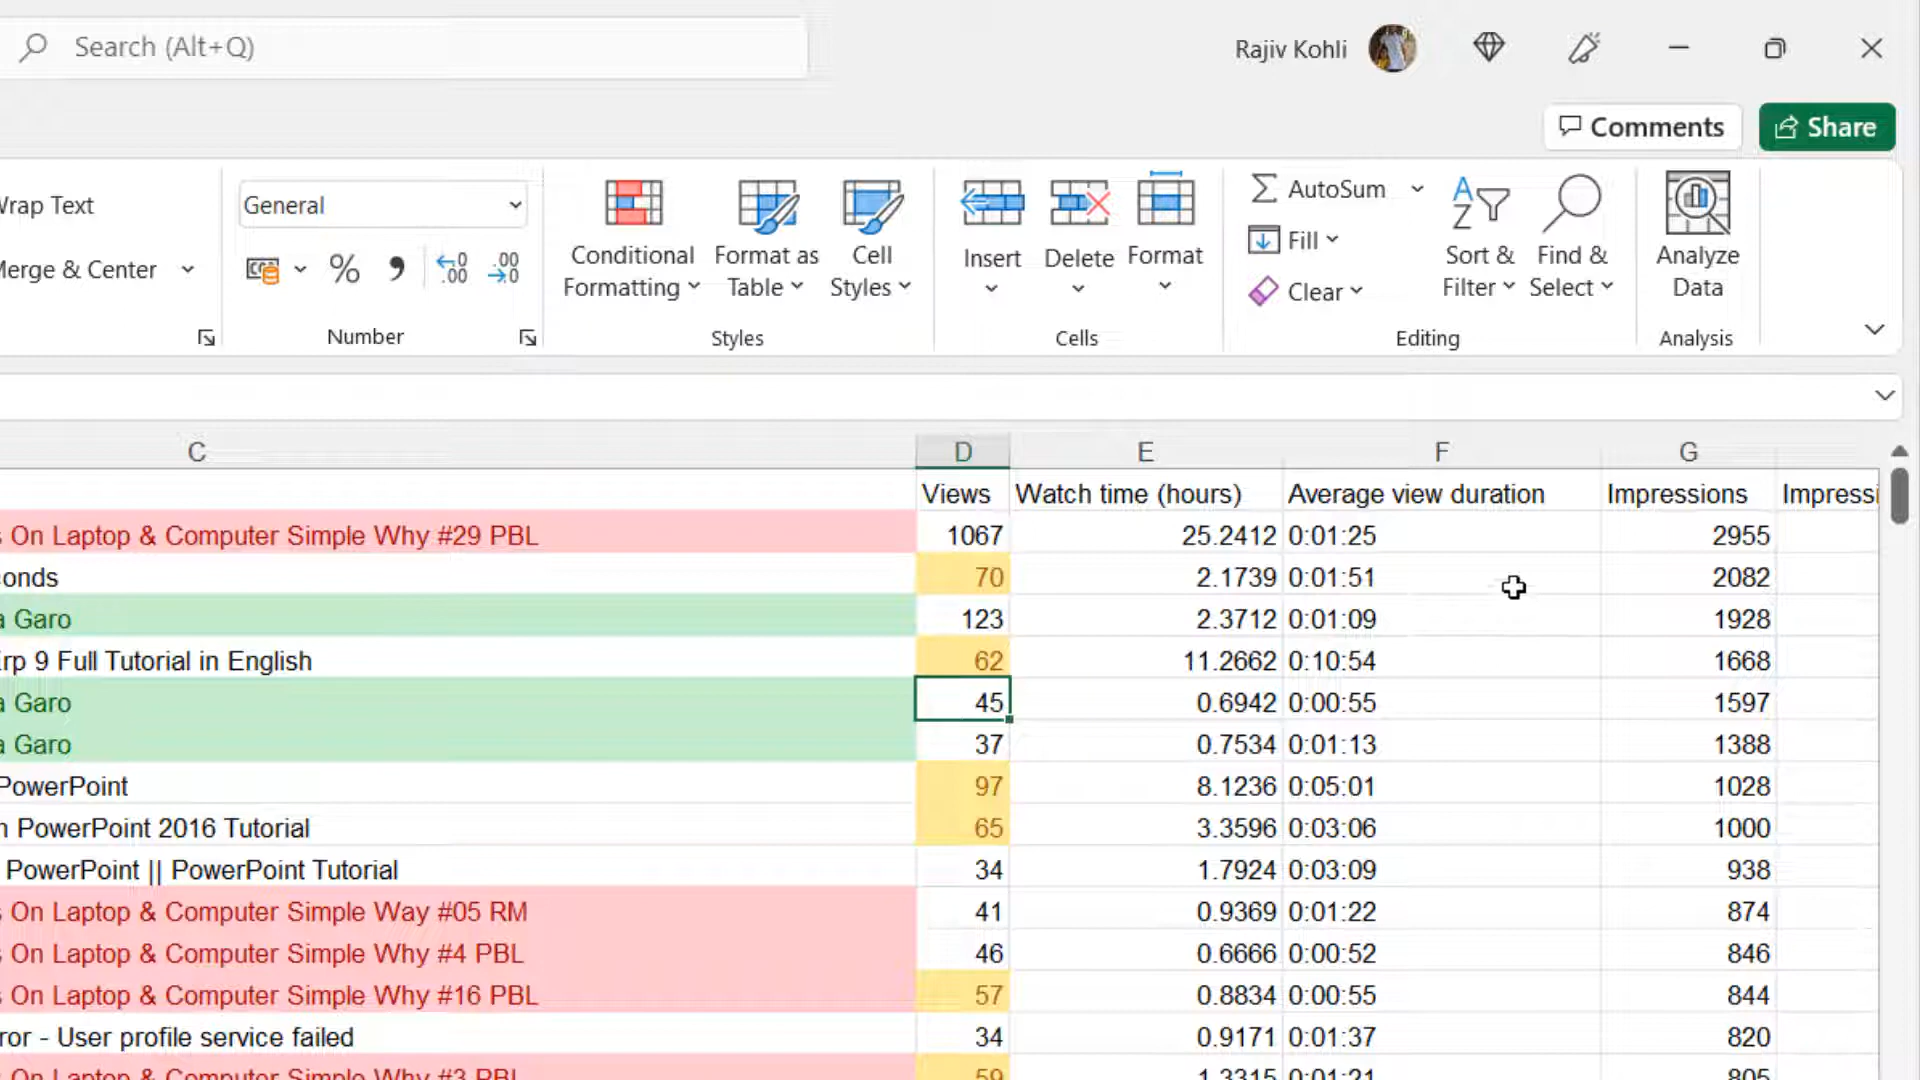 Search (Alt+Q)
Rajiv Kohli
Comments
Share
Wrap Text
General
AutoSum
Fill
Clear
Merge & Center
Conditional Formatting
Format as Table
Cell Styles
Insert
Delete
Format
Sort & Filter
Find & Select
Analyze Data
Number
Styles
Cells
Editing
Analysis
C D E F G
Views Watch time (hours) Average view duration Impressions Impressi
s On Laptop & Computer Simple Why #29 PBL 1067 25.2412 0:01:25 2955
conds 70 2.1739 0:01:51 2082
a Garo 123 2.3712 0:01:09 1928
Erp 9 Full Tutorial in English 62 11.2662 0:10:54 1668
a Garo 45 0.6942 0:00:55 1597
a Garo 37 0.7534 0:01:13 1388
PowerPoint 97 8.1236 0:05:01 1028
n PowerPoint 2016 Tutorial 65 3.3596 0:03:06 1000
PowerPoint || PowerPoint Tutorial 34 1.7924 0:03:09 938
s On Laptop & Computer Simple Way #05 RM 41 0.9369 0:01:22 874
s On Laptop & Computer Simple Why #4 PBL 46 0.6666 0:00:52 846
s On Laptop & Computer Simple Why #16 PBL 57 0.8834 0:00:55 844
ror - User profile service failed 34 0.9171 0:01:37 820
s On Laptop & Computer Simple Why #3 PBL 59 1.3315 0:01:21 805